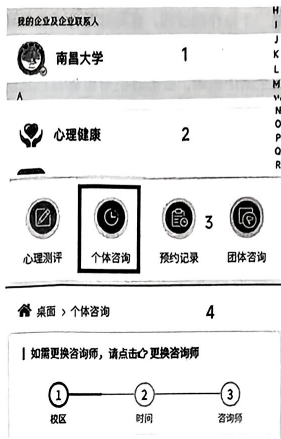 我的企业及企业联系人
南昌大学 1
A
心理健康 2
H
I
J
K
L
M
N
O
P
Q
R
3
心理测评 个体咨询 预约记录 团体咨询
桌面 > 个体咨询 4
如需更换咨询师，请点击 更换咨询师
1 2 3
校区 时间 咨询师